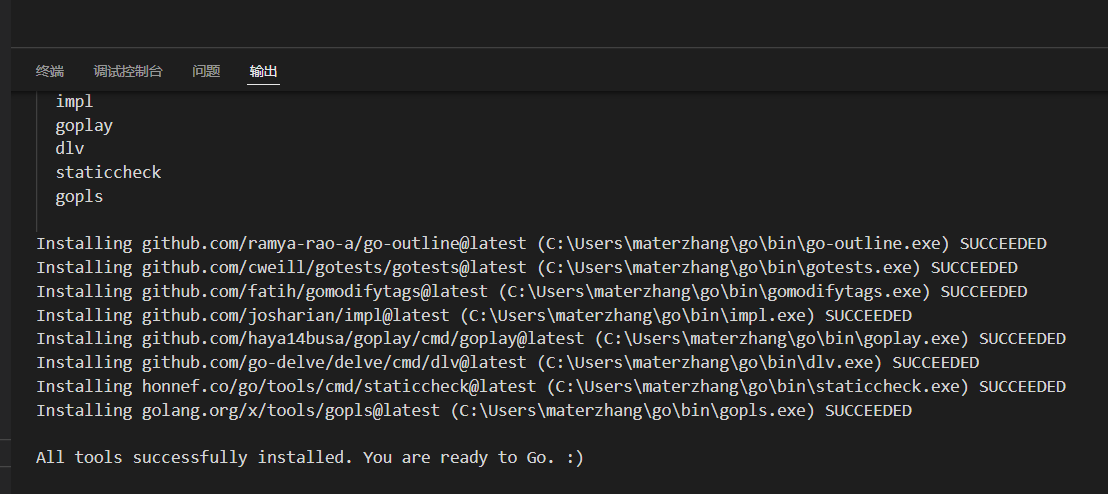 终端 调试控制台 问题 输出
impl
goplay
dlv
staticcheck
gopls
Installing github.com/ramya-rao-a/go-outline@latest (C:\Users\materzhang\go\bin\go-outline.exe) SUCCEEDED
Installing github.com/cweill/gotests/gotests@latest (C:\Users\materzhang\go\bin\gotests.exe) SUCCEEDED
Installing github.com/fatih/gomodifytags@latest (C:\Users\materzhang\go\bin\gomodifytags.exe) SUCCEEDED
Installing github.com/josharian/impl@latest (C:\Users\materzhang\go\bin\impl.exe) SUCCEEDED
Installing github.com/haya14busa/goplay/cmd/goplay@latest (C:\Users\materzhang\go\bin\goplay.exe) SUCCEEDED
Installing github.com/go-delve/delve/cmd/dlv@latest (C:\Users\materzhang\go\bin\dlv.exe) SUCCEEDED
Installing honnef.co/go/tools/cmd/staticcheck@latest (C:\Users\materzhang\go\bin\staticcheck.exe) SUCCEEDED
Installing golang.org/x/tools/gopls@latest (C:\Users\materzhang\go\bin\gopls.exe) SUCCEEDED
All tools successfully installed. You are ready to Go. :)